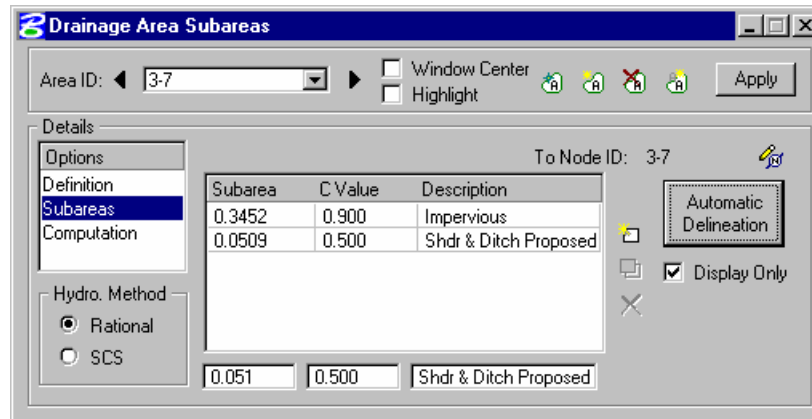 Drainage Area Subareas
Area ID: 3-7 Window Center Apply
Highlight
Details
Options To Node ID: 3-7
Definition
Subareas
Computation
Subarea C Value Description
0.3452 0.900 Impervious
0.0509 0.500 Shdr & Ditch Proposed
Automatic
Delineation
Display Only
Hydro. Method
Rational
SCS
0.051 0.500 Shdr & Ditch Proposed